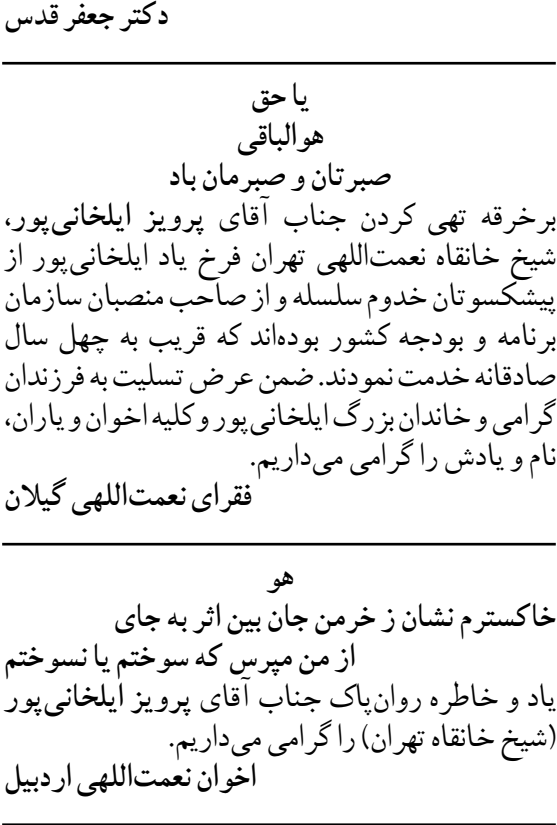 دکتر جعفر قدس
یا حق
هوالباقی
صبرتان و صبرمان باد
برخرقه تهی کردن جناب آقای پرویز ایلخانی‌پور،
شیخ خانقاه نعمت‌اللهی تهران فرخ یاد ایلخانی‌پور از
پیشکسوتان خدوم سلسله و از صاحب منصبان سازمان
برنامه و بودجه کشور بوده‌اند که قریب به چهل سال
صادقانه خدمت نمودند. ضمن عرض تسلیت به فرزندان
گرامی و خاندان بزرگ ایلخانی‌پور وکلیه اخوان و یاران،
نام و یادش را گرامی می‌داریم.
فقرای نعمت‌اللهی گیلان
هو
خاکسترم نشان ز خرمن جان بین اثر به جای
از من مپرس که سوختم یا نسوختم
یاد و خاطره روان‌پاک جناب آقای پرویز ایلخانی‌پور
(شیخ خانقاه تهران) را گرامی می‌داریم.
اخوان نعمت‌اللهی اردبیل